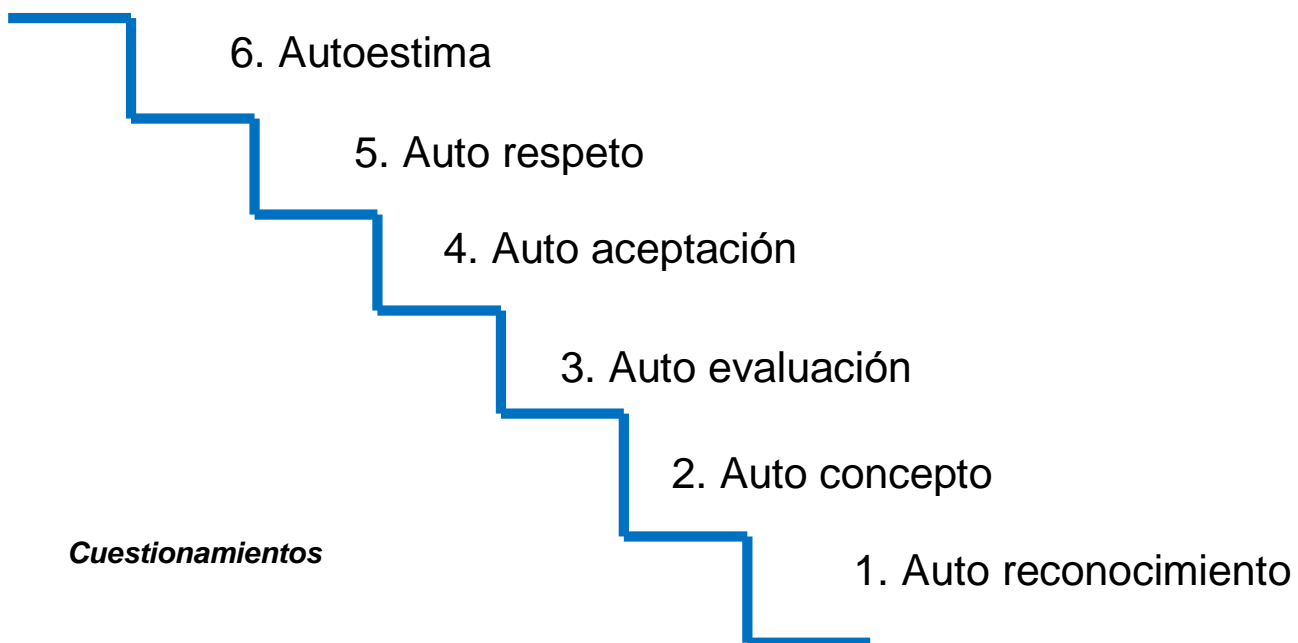 6. Autoestima
5. Auto respeto
4. Auto aceptación
3. Auto evaluación
2. Auto concepto
Cuestionamientos
1. Auto reconocimiento